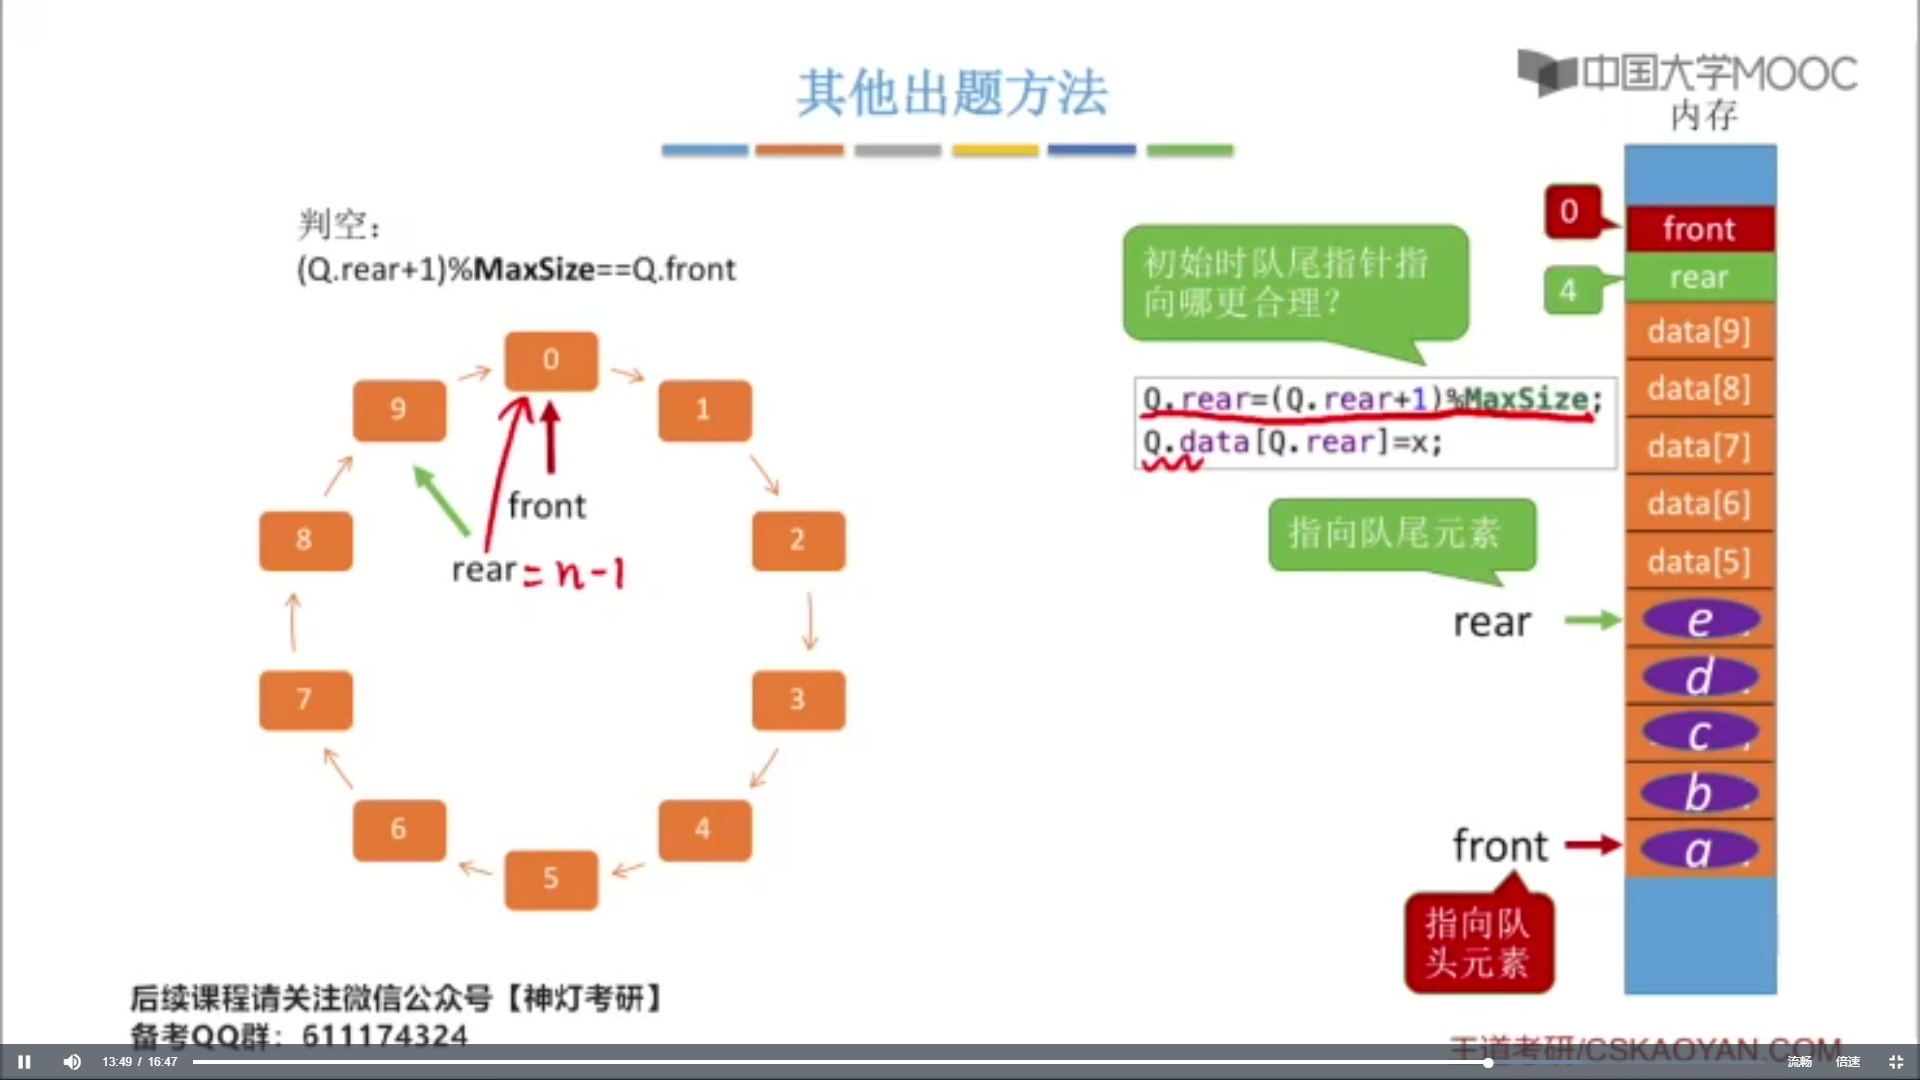 其他出题方法
中国大学MOOC
内存
判空：
(Q.rear+1)%MaxSize==Q.front
0
1
2
3
4
5
6
7
8
9
front
rear = n-1
初始时队尾指针指
向哪更合理？
Q.rear=(Q.rear+1)%MaxSize;
Q.data[Q.rear]=x;
指向队尾元素
rear
front
指向队
头元素
0
front
4
rear
data[9]
data[8]
data[7]
data[6]
data[5]
e
d
c
b
a
后续课程请关注微信公众号【神灯考研】
备考QQ群：611174324
王道考研/CSKAOYAN.COM
13:49 / 16:47
流畅
倍速